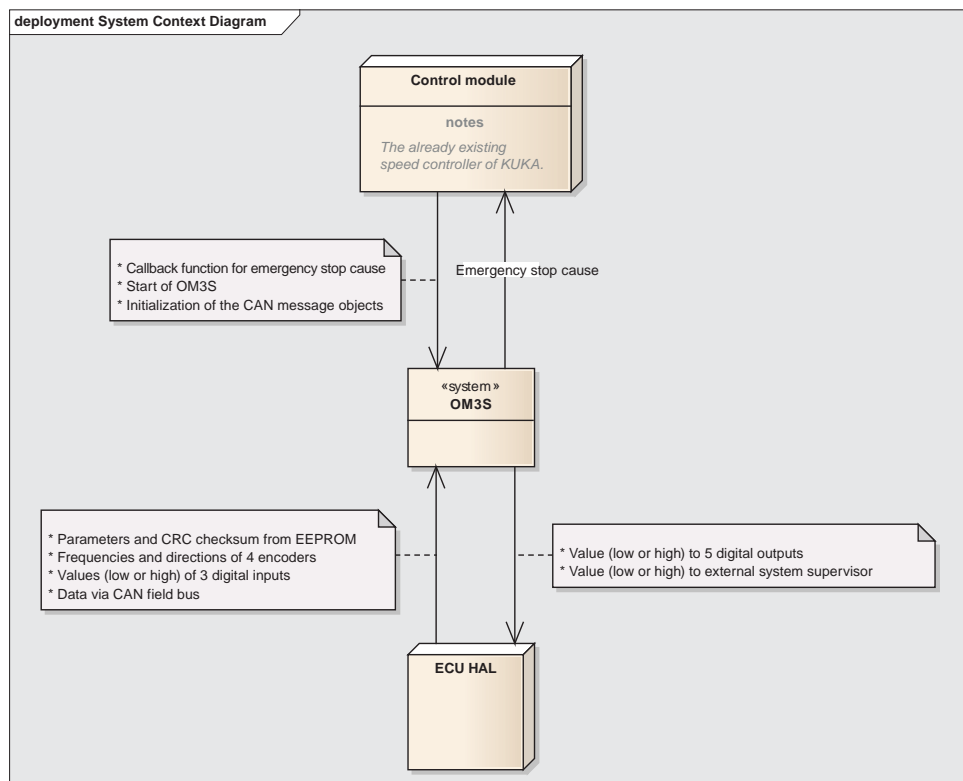 deployment System Context Diagram
Control module
notes
The already existing
speed controller of KUKA.
* Callback function for emergency stop cause
* Start of OM3S
* Initialization of the CAN message objects
Emergency stop cause
«system»
OM3S
* Parameters and CRC checksum from EEPROM
* Frequencies and directions of 4 encoders
* Values (low or high) of 3 digital inputs
* Data via CAN field bus
* Value (low or high) to 5 digital outputs
* Value (low or high) to external system supervisor
ECU HAL